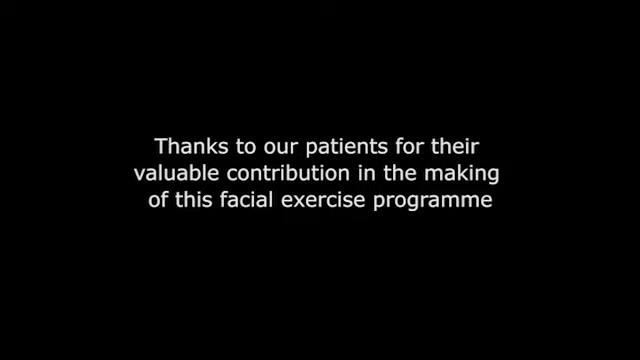 Thanks to our patients for their
valuable contribution in the making
of this facial exercise programme